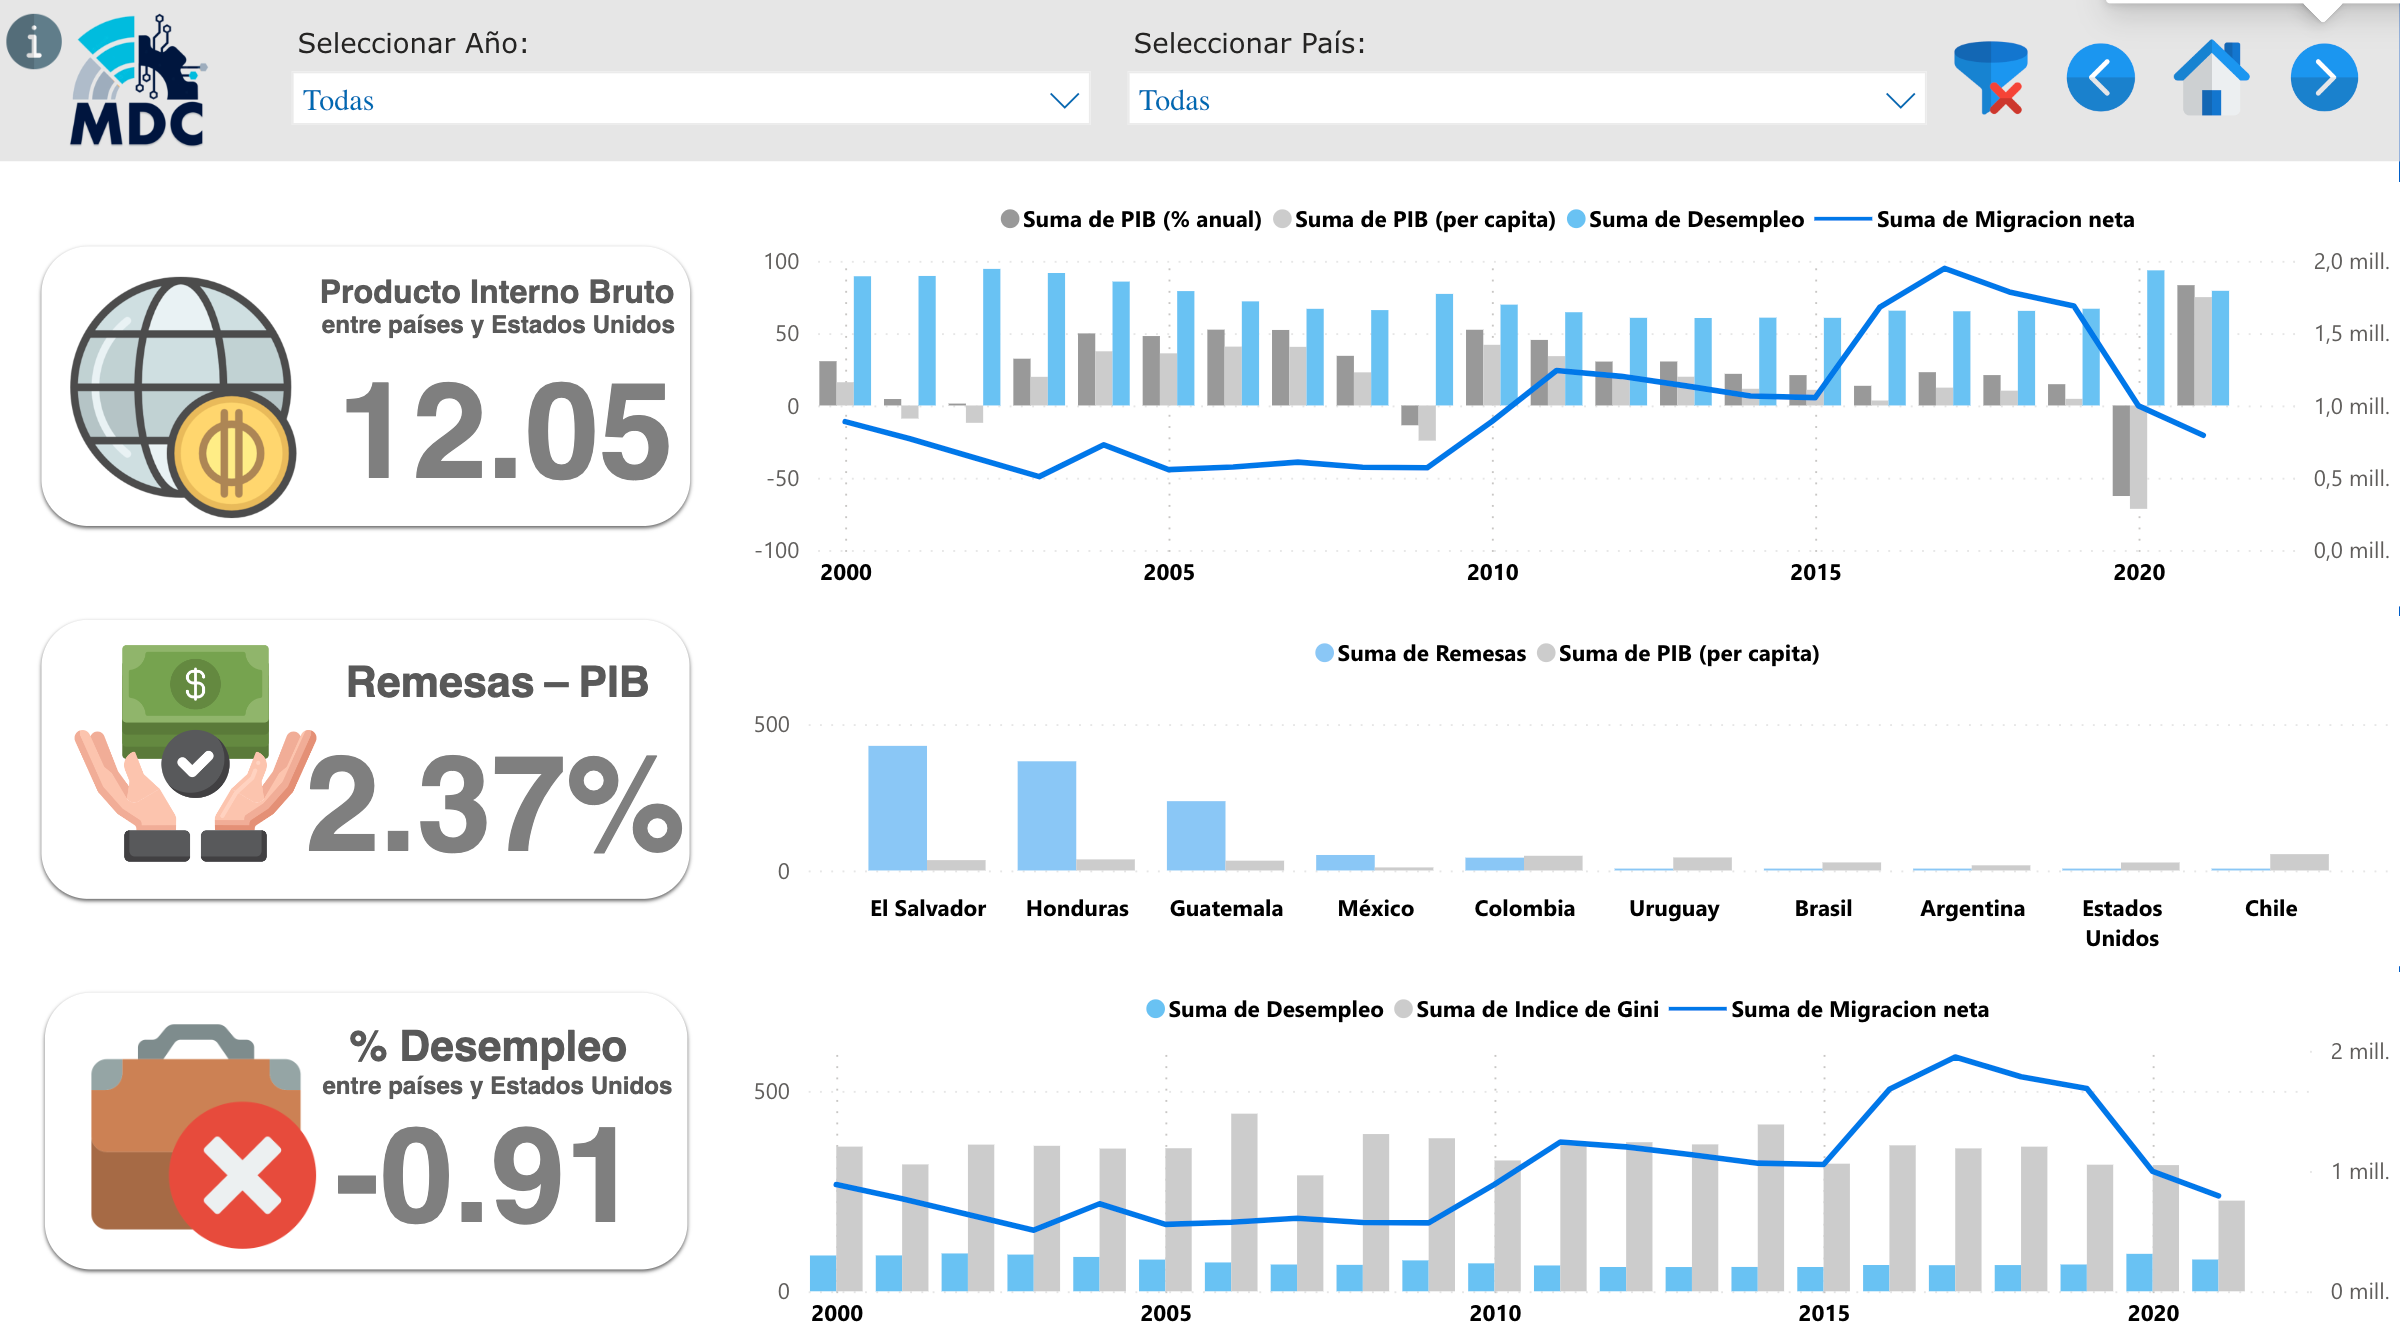 i
MDC
Seleccionar Año:
Todas
Seleccionar País:
Todas
Producto Interno Bruto
entre países y Estados Unidos
12.05
Suma de PIB (% anual) Suma de PIB (per capita) Suma de Desempleo Suma de Migracion neta
100
50
0
-50
-100
2,0 mill.
1,5 mill.
1,0 mill.
0,5 mill.
0,0 mill.
2000 2005 2010 2015 2020
$
Remesas – PIB
2.37%
Suma de Remesas Suma de PIB (per capita)
500
0
El Salvador Honduras Guatemala México Colombia Uruguay Brasil Argentina Estados Unidos Chile
% Desempleo
entre países y Estados Unidos
-0.91
Suma de Desempleo Suma de Indice de Gini Suma de Migracion neta
500
0
2 mill.
1 mill.
0 mill.
2000 2005 2010 2015 2020